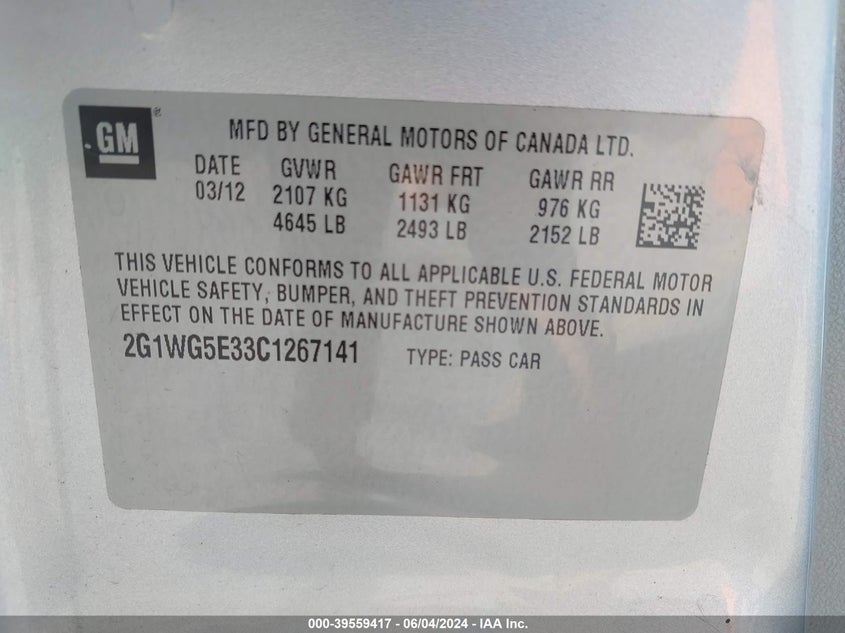 GM ®
MFD BY GENERAL MOTORS OF CANADA LTD.
DATE GVWR GAWR FRT GAWR RR
03/12 2107 KG 1131 KG 976 KG
4645 LB 2493 LB 2152 LB
THIS VEHICLE CONFORMS TO ALL APPLICABLE U.S. FEDERAL MOTOR
VEHICLE SAFETY, BUMPER, AND THEFT PREVENTION STANDARDS IN
EFFECT ON THE DATE OF MANUFACTURE SHOWN ABOVE.
2G1WG5E33C1267141 TYPE: PASS CAR
000-39559417 - 06/04/2024 - IAA Inc.